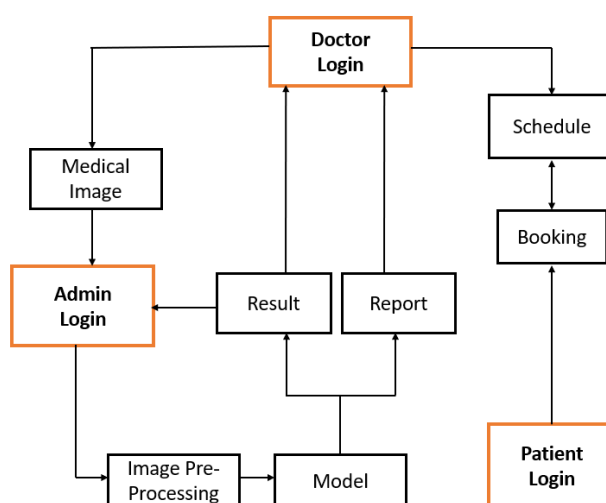 Doctor
Login
Schedule
Medical
Image
Booking
Admin
Login
Result
Report
Image Pre-
Processing
Model
Patient
Login